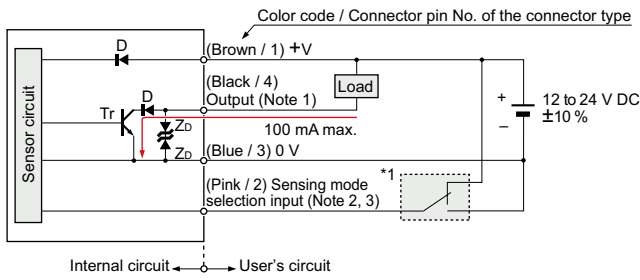 Color code / Connector pin No. of the connector type
D
(Brown / 1) +V
(Black / 4)
Output (Note 1)
Load
D
Tr
ZD
ZD
100 mA max.
+
–
12 to 24 V DC
±10 %
Sensor circuit
(Blue / 3) 0 V
(Pink / 2) Sensing mode
selection input (Note 2, 3)
*1
Internal circuit
User's circuit